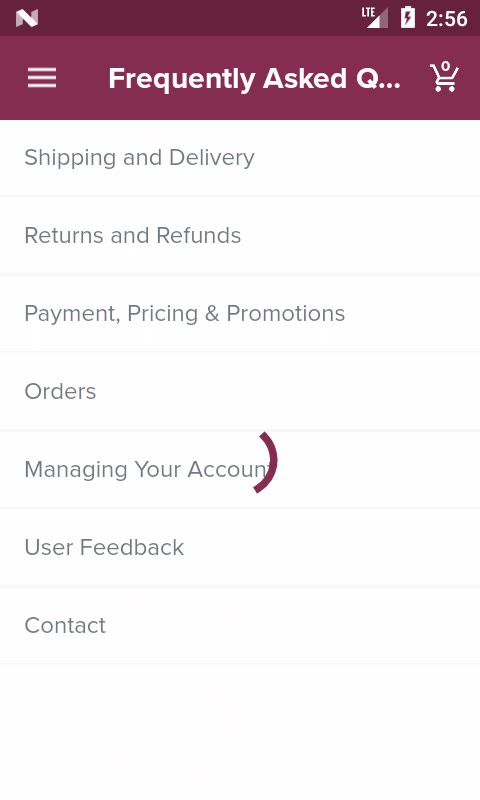 LTE 2:56
Frequently Asked Q... 0
Shipping and Delivery
Returns and Refunds
Payment, Pricing & Promotions
Orders
Managing Your Account
User Feedback
Contact